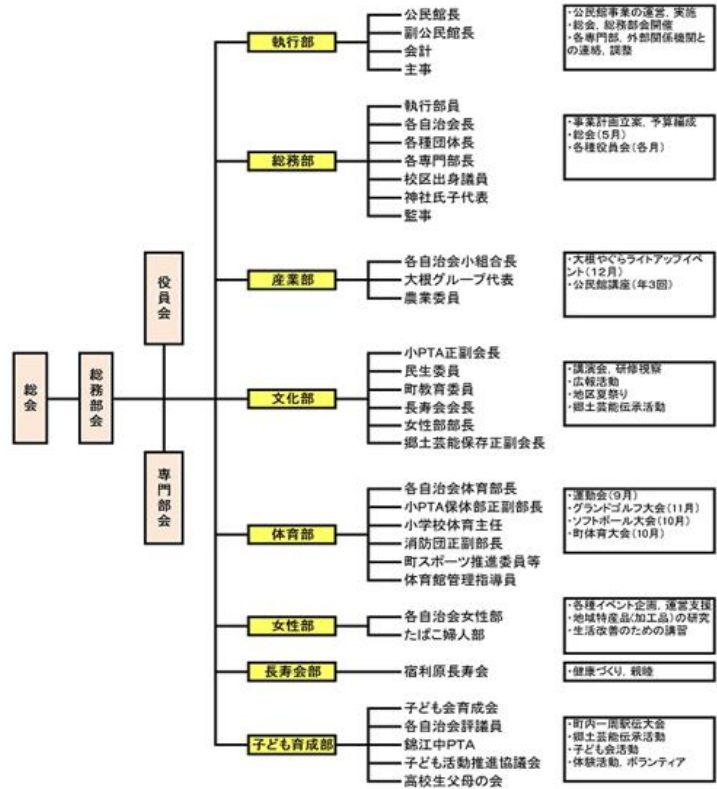 総会
総務部会
役員会
専門部会
執行部
公民館長
副公民館長
会計
主事
・公民館事業の運営, 実施
・総会, 総務部会開催
・各専門部, 外部関係機関と
の連絡, 調整
総務部
執行部員
各自治会長
各種団体長
各専門部長
校区出身議員
神社氏子代表
監事
・事業計画立案, 予算編成
・総会(5月)
・各種役員会(各月)
産業部
各自治会小組合長
大根グループ代表
農業委員
・大根やぐらライトアップイベ
ント(12月)
・公民館講座(年3回)
文化部
小PTA正副会長
民生委員
町教育委員
長寿会会長
女性部部長
郷土芸能保存正副会長
・講演会, 研修視察
・広報活動
・地区夏祭り
・郷土芸能伝承活動
体育部
各自治会体育部長
小PTA保体部正副部長
小学校体育主任
消防団正副部長
町スポーツ推進委員等
体育館管理指導員
・運動会(9月)
・グランドゴルフ大会(11月)
・ソフトボール大会(10月)
・町体育大会(10月)
女性部
各自治会女性部
たばこ婦人部
・各種イベント企画, 運営支援
・地域特産品(加工品)の研究
・生活改善のための講習
長寿会部
宿利原長寿会
・健康づくり, 親睦
子ども育成部
子ども会育成会
各自治会評議員
錦江中PTA
子ども活動推進協議会
高校生父母の会
・町内一周駅伝大会
・郷土芸能伝承活動
・子ども会活動
・体験活動, ボランティア